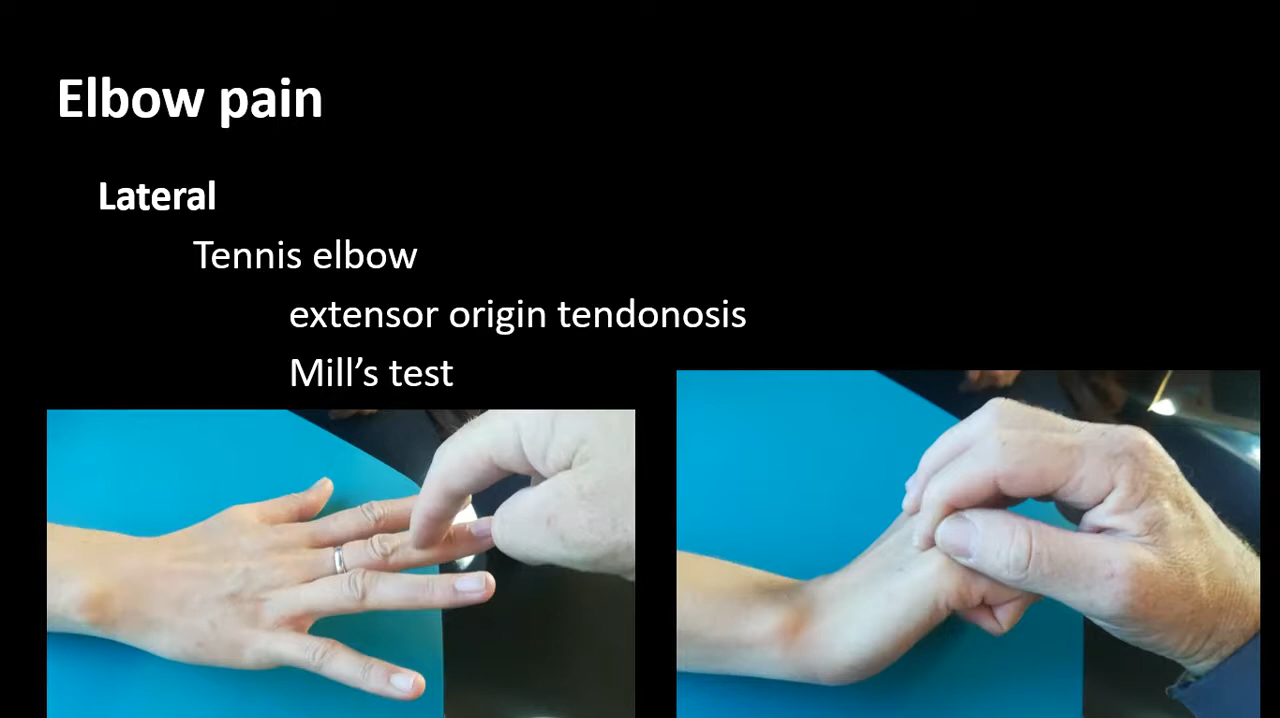 Elbow pain
Lateral
Tennis elbow
extensor origin tendonosis
Mill’s test